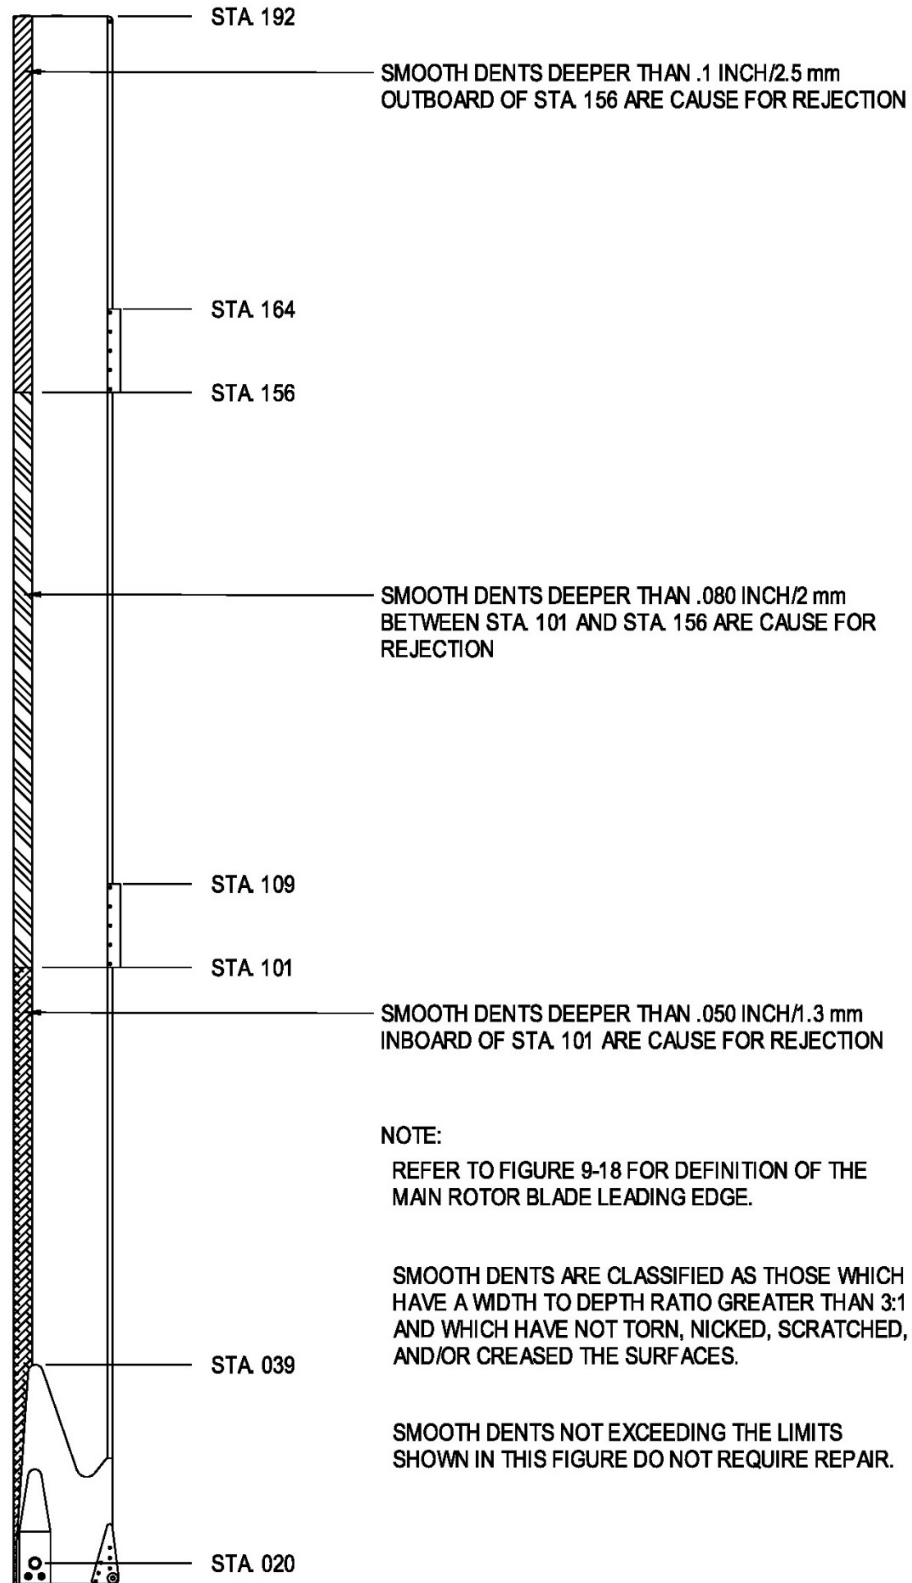 STA. 192
SMOOTH DENTS DEEPER THAN .1 INCH/2.5 mm
OUTBOARD OF STA. 156 ARE CAUSE FOR REJECTION
STA. 164
STA. 156
SMOOTH DENTS DEEPER THAN .080 INCH/2 mm
BETWEEN STA. 101 AND STA. 156 ARE CAUSE FOR
REJECTION
STA. 109
STA. 101
SMOOTH DENTS DEEPER THAN .050 INCH/1.3 mm
INBOARD OF STA. 101 ARE CAUSE FOR REJECTION
NOTE:
REFER TO FIGURE 9-18 FOR DEFINITION OF THE
MAIN ROTOR BLADE LEADING EDGE.
SMOOTH DENTS ARE CLASSIFIED AS THOSE WHICH
HAVE A WIDTH TO DEPTH RATIO GREATER THAN 3:1
AND WHICH HAVE NOT TORN, NICKED, SCRATCHED,
AND/OR CREASED THE SURFACES.
STA. 039
SMOOTH DENTS NOT EXCEEDING THE LIMITS
SHOWN IN THIS FIGURE DO NOT REQUIRE REPAIR.
STA. 020